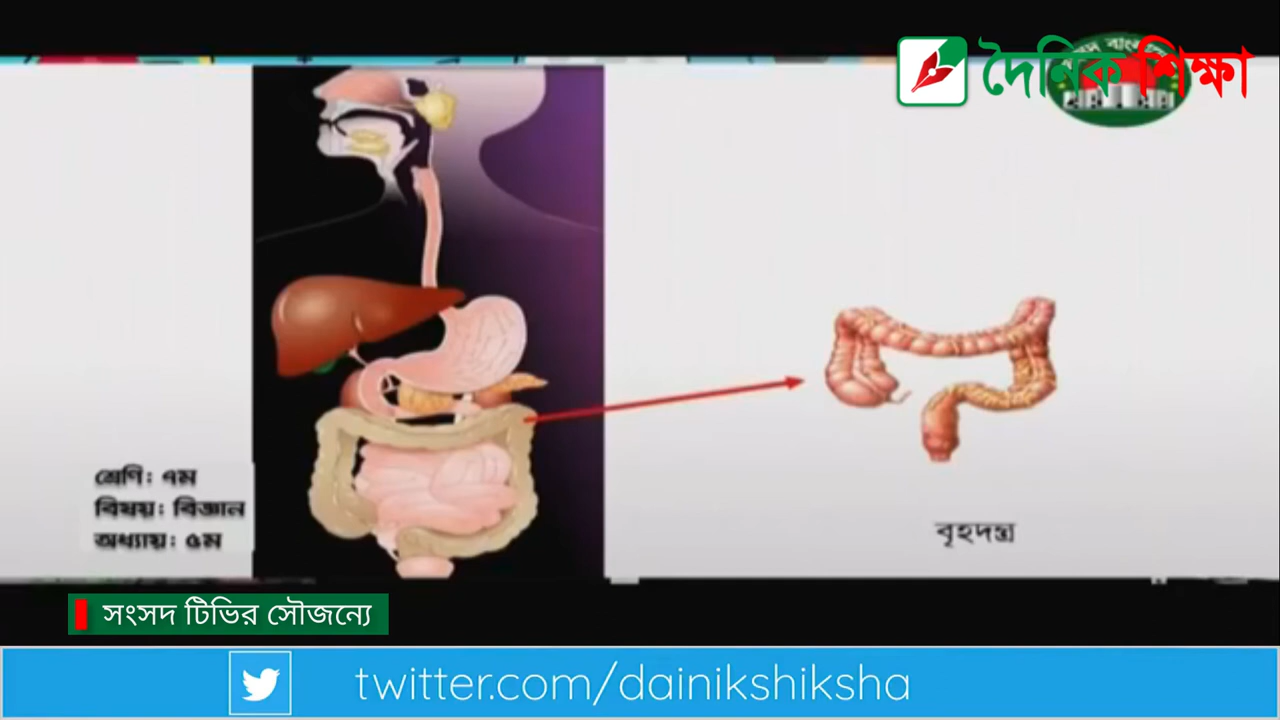 দৈনিক শিক্ষা
শ্রেণি: ৭ম
বিষয়: বিজ্ঞান
অধ্যায়: ৫ম
বৃহদন্ত্র
সংসদ টিভির সৌজন্যে
twitter.com/dainikshiksha